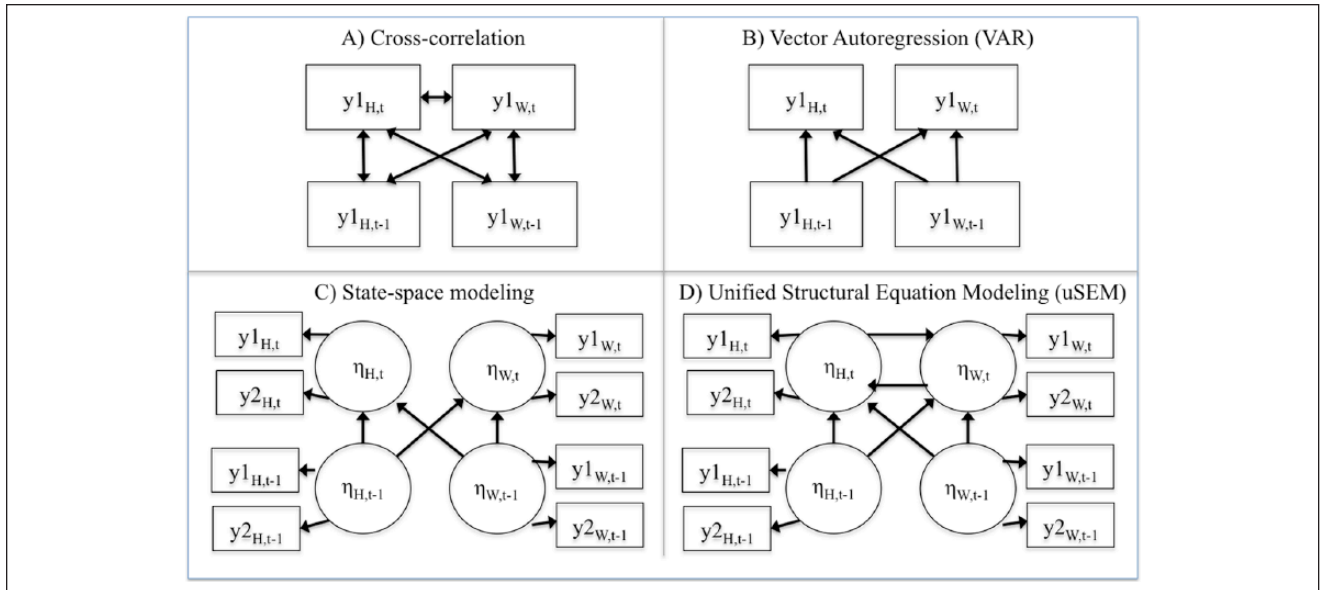 A) Cross-correlation
y1H,t y1W,t
y1H,t-1 y1W,t-1
B) Vector Autoregression (VAR)
y1H,t y1W,t
y1H,t-1 y1W,t-1
C) State-space modeling
y1H,t y1W,t
ηH,t ηW,t
y2H,t y2W,t
y1H,t-1 y1W,t-1
ηH,t-1 ηW,t-1
y2H,t-1 y2W,t-1
D) Unified Structural Equation Modeling (uSEM)
y1H,t y1W,t
ηH,t ηW,t
y2H,t y2W,t
y1H,t-1 y1W,t-1
ηH,t-1 ηW,t-1
y2H,t-1 y2W,t-1